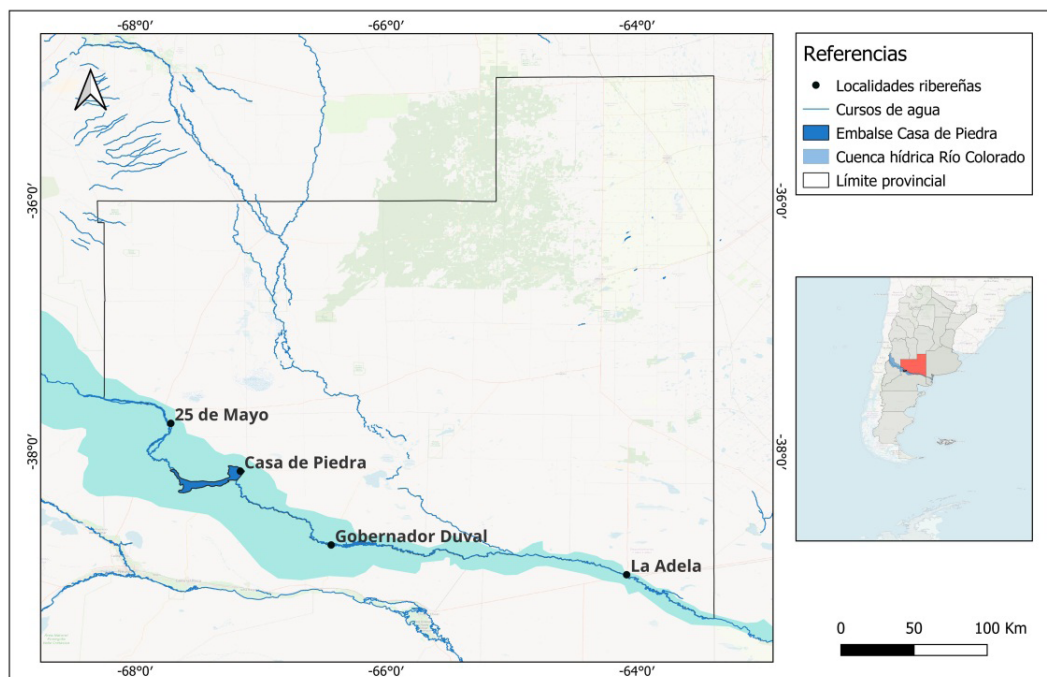 -68°0'
-66°0'
-64°0'
-36°0'
-36°0'
-38°0'
-38°0'
25 de Mayo
Casa de Piedra
Gobernador Duval
La Adela
-68°0'
-66°0'
-64°0'
Referencias
Localidades ribereñas
Cursos de agua
Embalse Casa de Piedra
Cuenca hídrica Río Colorado
Límite provincial
0 50 100 Km